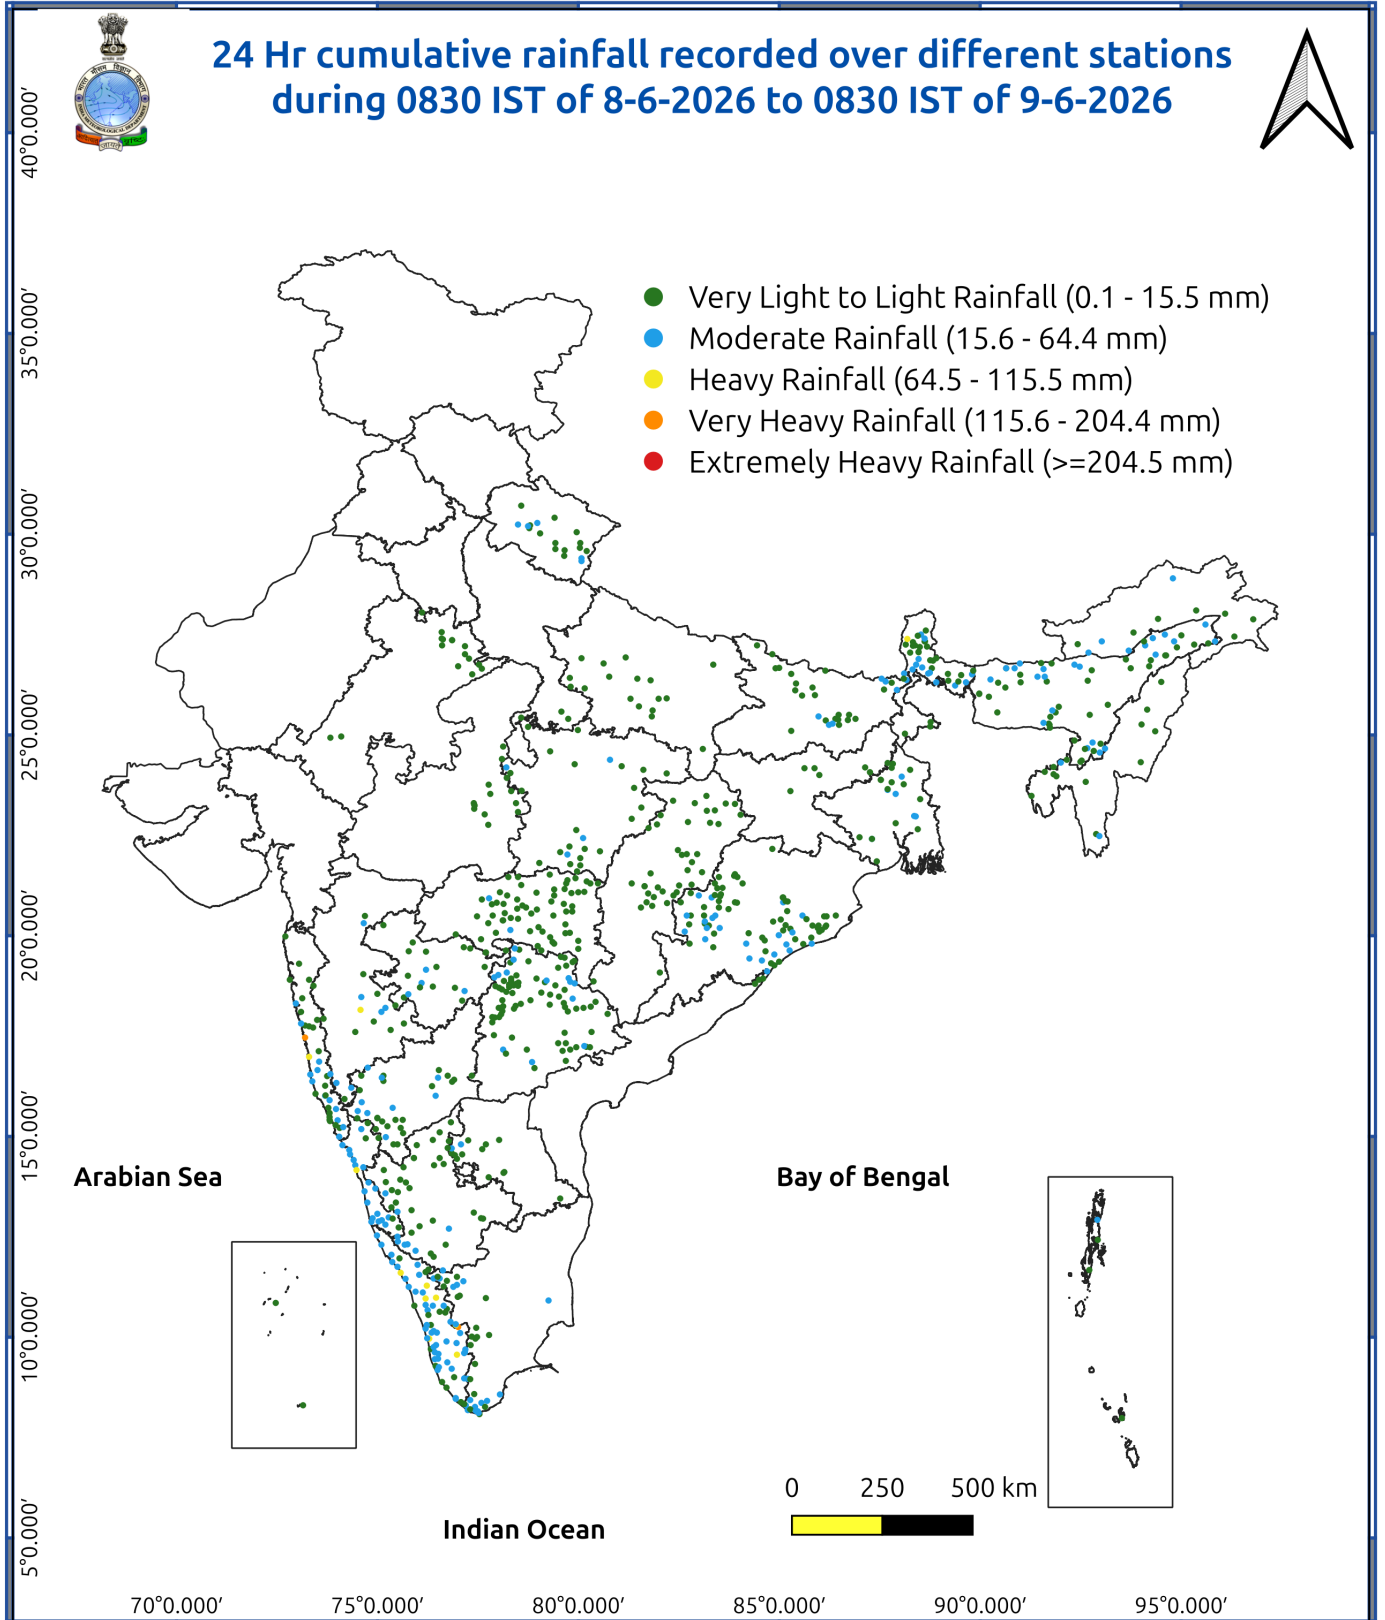 24 Hr cumulative rainfall recorded over different stations
during 0830 IST of 8-6-2026 to 0830 IST of 9-6-2026
Very Light to Light Rainfall (0.1 - 15.5 mm)
Moderate Rainfall (15.6 - 64.4 mm)
Heavy Rainfall (64.5 - 115.5 mm)
Very Heavy Rainfall (115.6 - 204.4 mm)
Extremely Heavy Rainfall (>=204.5 mm)
40°0.000′
35°0.000′
30°0.000′
25°0.000′
20°0.000′
15°0.000′
10°0.000′
5°0.000′
Arabian Sea
Bay of Bengal
Indian Ocean
0 250 500 km
70°0.000′ 75°0.000′ 80°0.000′ 85°0.000′ 90°0.000′ 95°0.000′